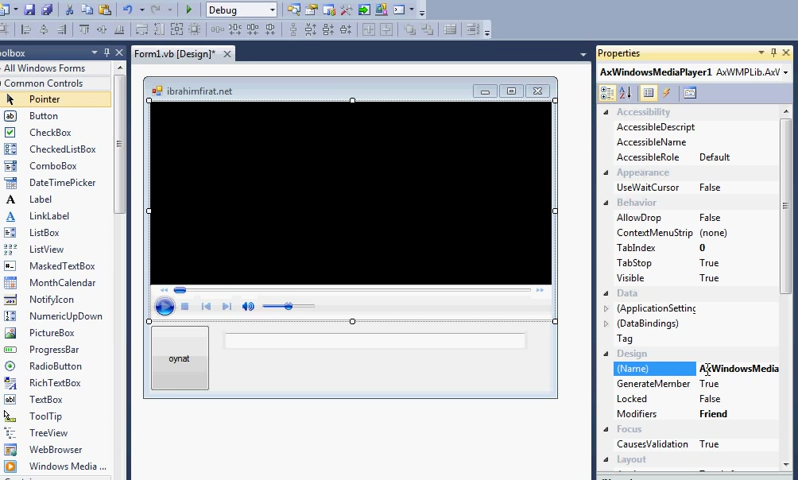 Debug
oolbox
Form1.vb [Design]*
Properties
All Windows Forms
Common Controls
Pointer
Button
CheckBox
CheckedListBox
ComboBox
DateTimePicker
Label
LinkLabel
ListBox
ListView
MaskedTextBox
MonthCalendar
NotifyIcon
NumericUpDown
PictureBox
ProgressBar
RadioButton
RichTextBox
TextBox
ToolTip
TreeView
WebBrowser
Windows Media ...
ibrahimfirat.net
oynat
AxWindowsMediaPlayer1 AxWMPLib.AxV
Accessibility
AccessibleDescript
AccessibleName
AccessibleRole Default
Appearance
UseWaitCursor False
Behavior
AllowDrop False
ContextMenuStrip (none)
TabIndex 0
TabStop True
Visible True
Data
(ApplicationSetting
(DataBindings)
Tag
Design
(Name) AxWindowsMedia
GenerateMember True
Locked False
Modifiers Friend
Focus
CausesValidation True
Layout